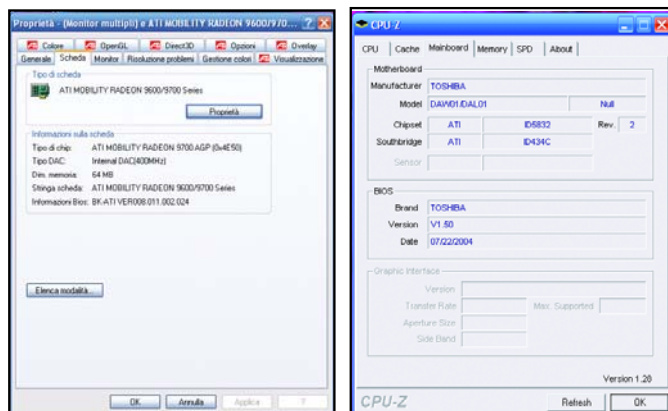 Proprietà - (Monitor multipli) e ATI MOBILITY RADEON 9600/970...
Colore OpenGL Direct3D Opzioni Overlay
Generale Scheda Monitor Risoluzione problemi Gestione colori Visualizzazione
Tipo di scheda
ATI MOBILITY RADEON 9600/9700 Series
Proprietà
Informazioni sulla scheda
Tipo di chip: ATI MOBILITY RADEON 9700 AGP (0x4E50)
Tipo DAC: Internal DAC(400MHz)
Dim. memoria: 64 MB
Stringa scheda: ATI MOBILITY RADEON 9600/9700 Series
Informazioni Bios: BK-ATI VER008.011.002.024
Elenca modalità...
OK Annulla Applica ?
CPU-Z
CPU Cache Mainboard Memory SPD About
Motherboard
Manufacturer TOSHIBA
Model DAW01/DAL01 Null
Chipset ATI ID5832 Rev. 2
Southbridge ATI ID434C
Sensor
BIOS
Brand TOSHIBA
Version V1.50
Date 07/22/2004
Graphic Interface
Version
Transfer Rate Max. Supported
Aperture Size
Side Band
Version 1.20
CPU-Z Refresh OK